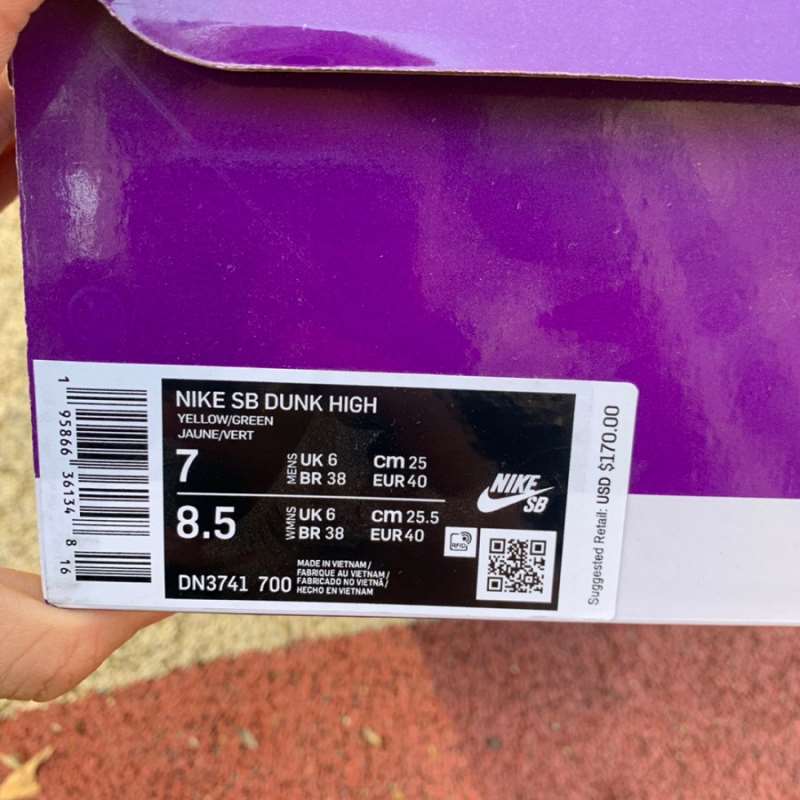 1 95866 36134 8 16
NIKE SB DUNK HIGH
YELLOW/GREEN
JAUNE/VERT
7
MENS
UK 6
BR 38
cm 25
EUR 40
8.5
WMNS
UK 6
BR 38
cm 25.5
EUR 40
NIKE
SB
RFID
DN3741 700
MADE IN VIETNAM/
FABRIQUE AU VIETNAM/
FABRICADO NO VIETNÃ/
HECHO EN VIETNAM
Suggested Retail: USD $170.00